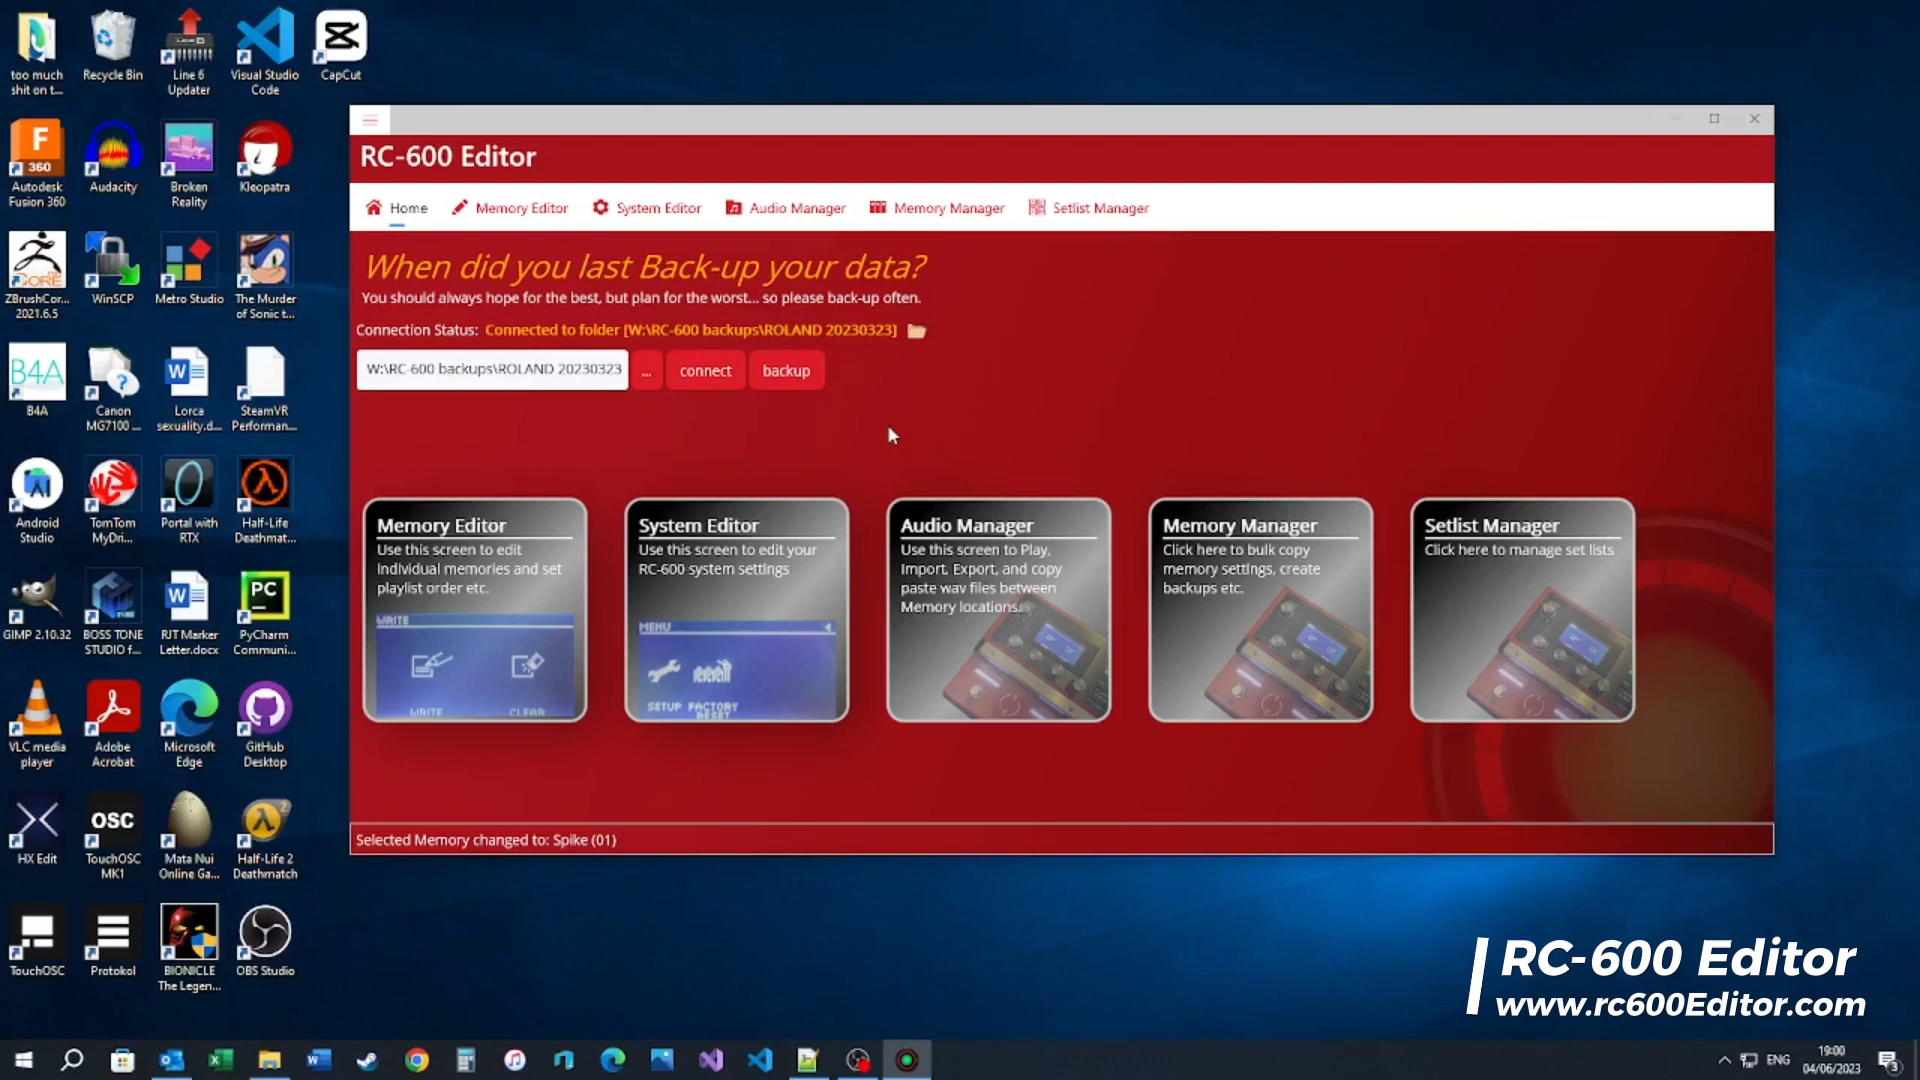 too much
shit on t...
Recycle Bin
Line 6
Updater
Visual Studio
Code
CapCut
Autodesk
Fusion 360
Audacity
Broken
Reality
Kleopatra
ZBrushCor...
2021.6.5
WinSCP
Metro Studio
The Murder
of Sonic t...
B4A
B4A
Canon
MG7100 ...
Lorca
sexuality.d...
SteamVR
Performan...
Android
Studio
TomTom
MyDri...
Portal with
RTX
Half-Life
Deathmat...
GIMP 2.10.32
BOSS TONE
STUDIO f...
RJT Marker
Letter.docx
PyCharm
Communi...
VLC media
player
Adobe
Acrobat
Microsoft
Edge
GitHub
Desktop
HX Edit
OSC
TouchOSC
MK1
Mata Nui
Online Ga...
Half-Life 2
Deathmatch
TouchOSC
Protokol
BIONICLE
The Legen...
OBS Studio
RC-600 Editor
Home
Memory Editor
System Editor
Audio Manager
Memory Manager
Setlist Manager
When did you last Back-up your data?
You should always hope for the best, but plan for the worst... so please back-up often.
Connection Status: Connected to folder [W:\RC-600 backups\ROLAND 20230323]
W:\RC-600 backups\ROLAND 20230323
...
connect
backup
Memory Editor
Use this screen to edit
Individual memories and set
playlist order etc.
WRITE
WRITE CLEAR
System Editor
Use this screen to edit your
RC-600 system settings
MENU
SETUP FACTORY
RESET
Audio Manager
Use this screen to Play,
Import, Export, and copy
paste wav files between
Memory locations.
Memory Manager
Click here to bulk copy
memory settings, create
backups etc.
Setlist Manager
Click here to manage set lists
Selected Memory changed to: Spike (01)
RC-600 Editor
www.rc600Editor.com
ENG
19:00
04/06/2023
3